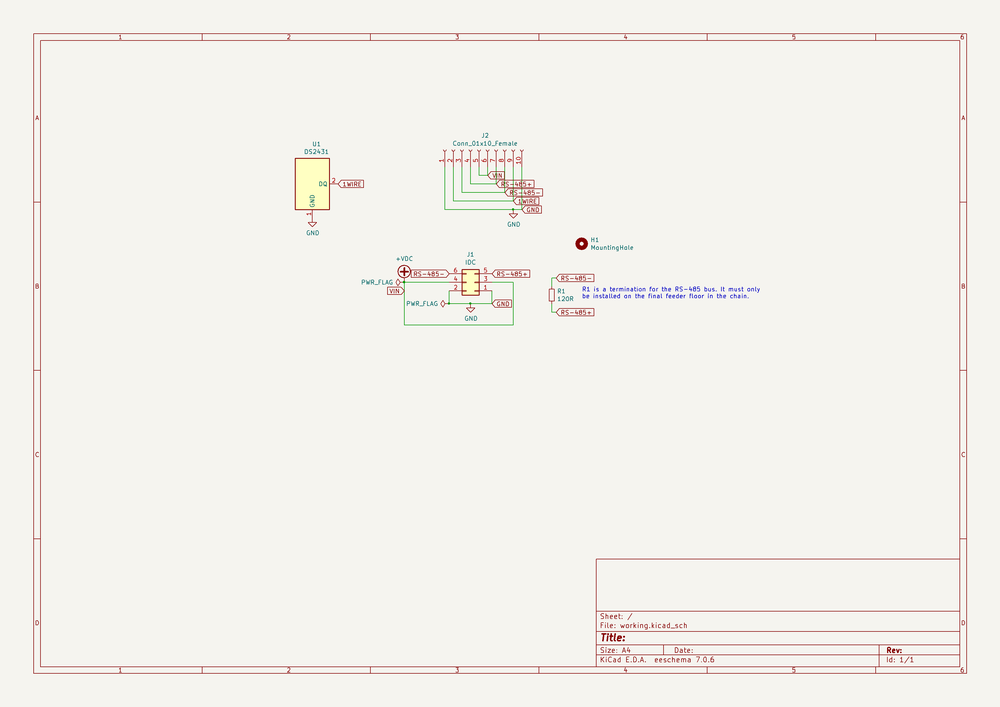 1 2 3 4 5 6
A A
J2
Conn_01x10_Female
U1
DS2431
1 2 3 4 5 6 7 8 9 10
VIN
DQ 2 1WIRE
RS-485+
RS-485-
GND
1WIRE
1
GND
GND
GND
H1
MountingHole
J1
IDC
+VDC
RS-485- 6 5 RS-485+
RS-485-
PWR_FLAG 4 3
B B
VIN 2 1
R1
120R
R1 is a termination for the RS-485 bus. It must only
be installed on the final feeder floor in the chain.
PWR_FLAG GND
GND
RS-485+
C C
Sheet: /
File: working.kicad_sch
D D
Title:
Size: A4 Date: Rev:
KiCad E.D.A. eeschema 7.0.6 Id: 1/1
1 2 3 4 5 6